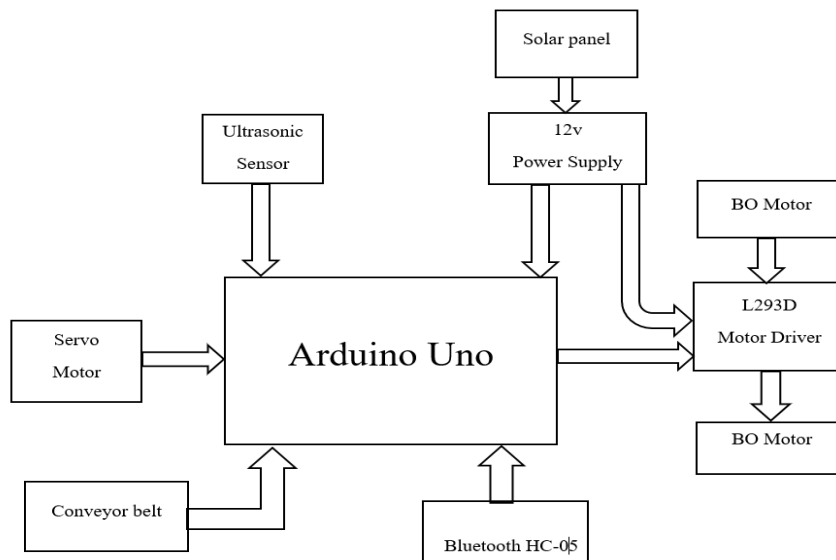 Solar panel
12v
Power Supply
Ultrasonic
Sensor
BO Motor
L293D
Motor Driver
Servo
Motor
Arduino Uno
BO Motor
Conveyor belt
Bluetooth HC-05